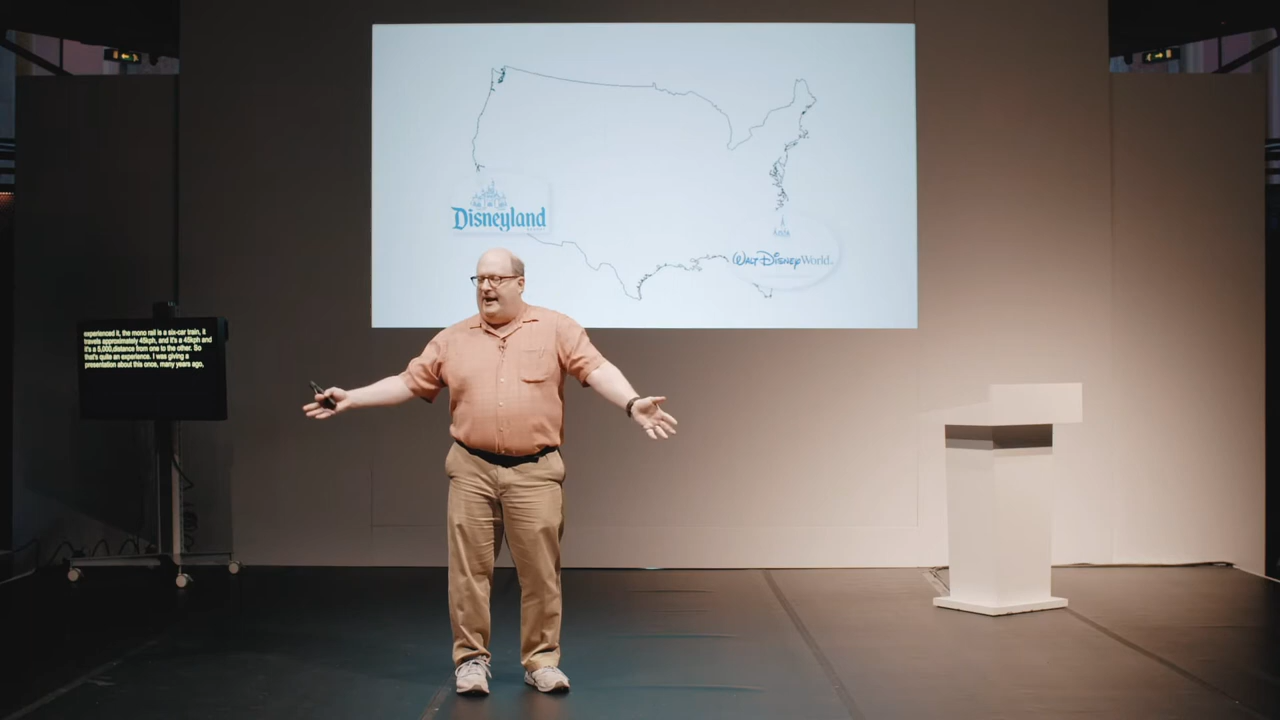 Disneyland
WALT DISNEY World
experienced it, the mono rail is a six-car train, it
travels approximately 45kph, and it's a 45kph and
it's a 5,000,distance from one to the other. So
that's quite an experience. I was giving a
presentation about this once, many years ago,